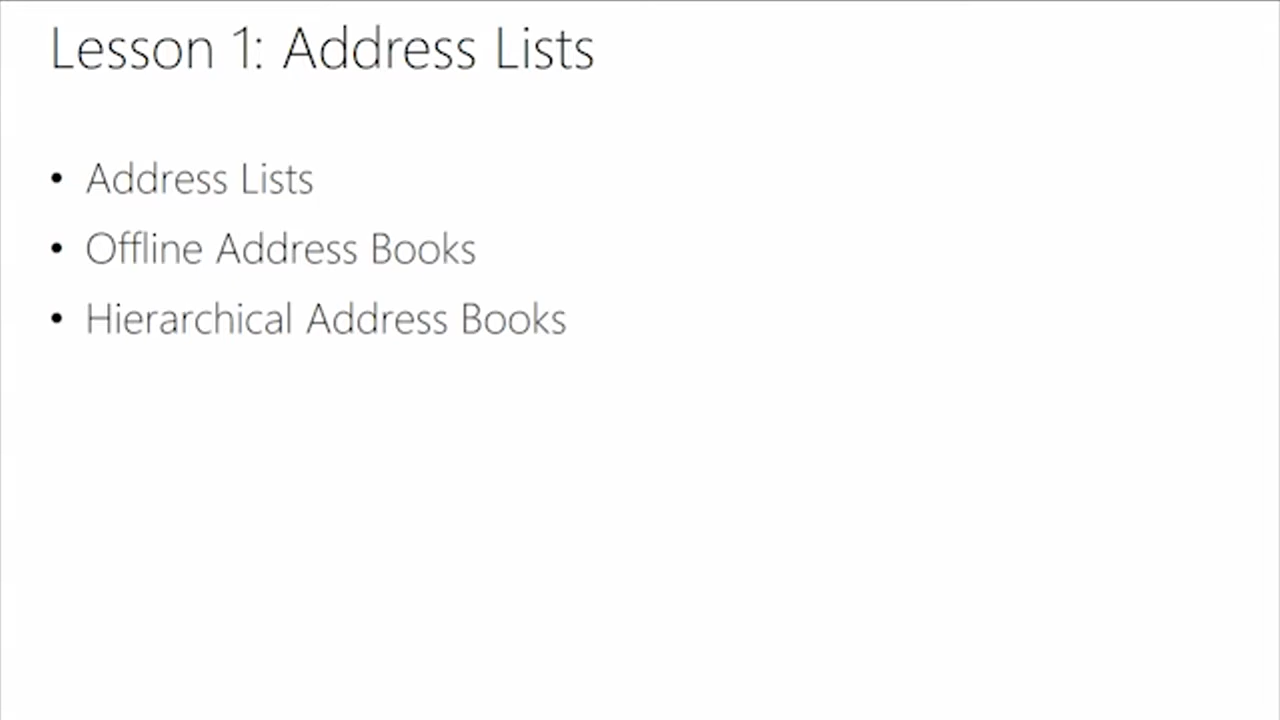 Lesson 1: Address Lists
• Address Lists
• Offline Address Books
• Hierarchical Address Books